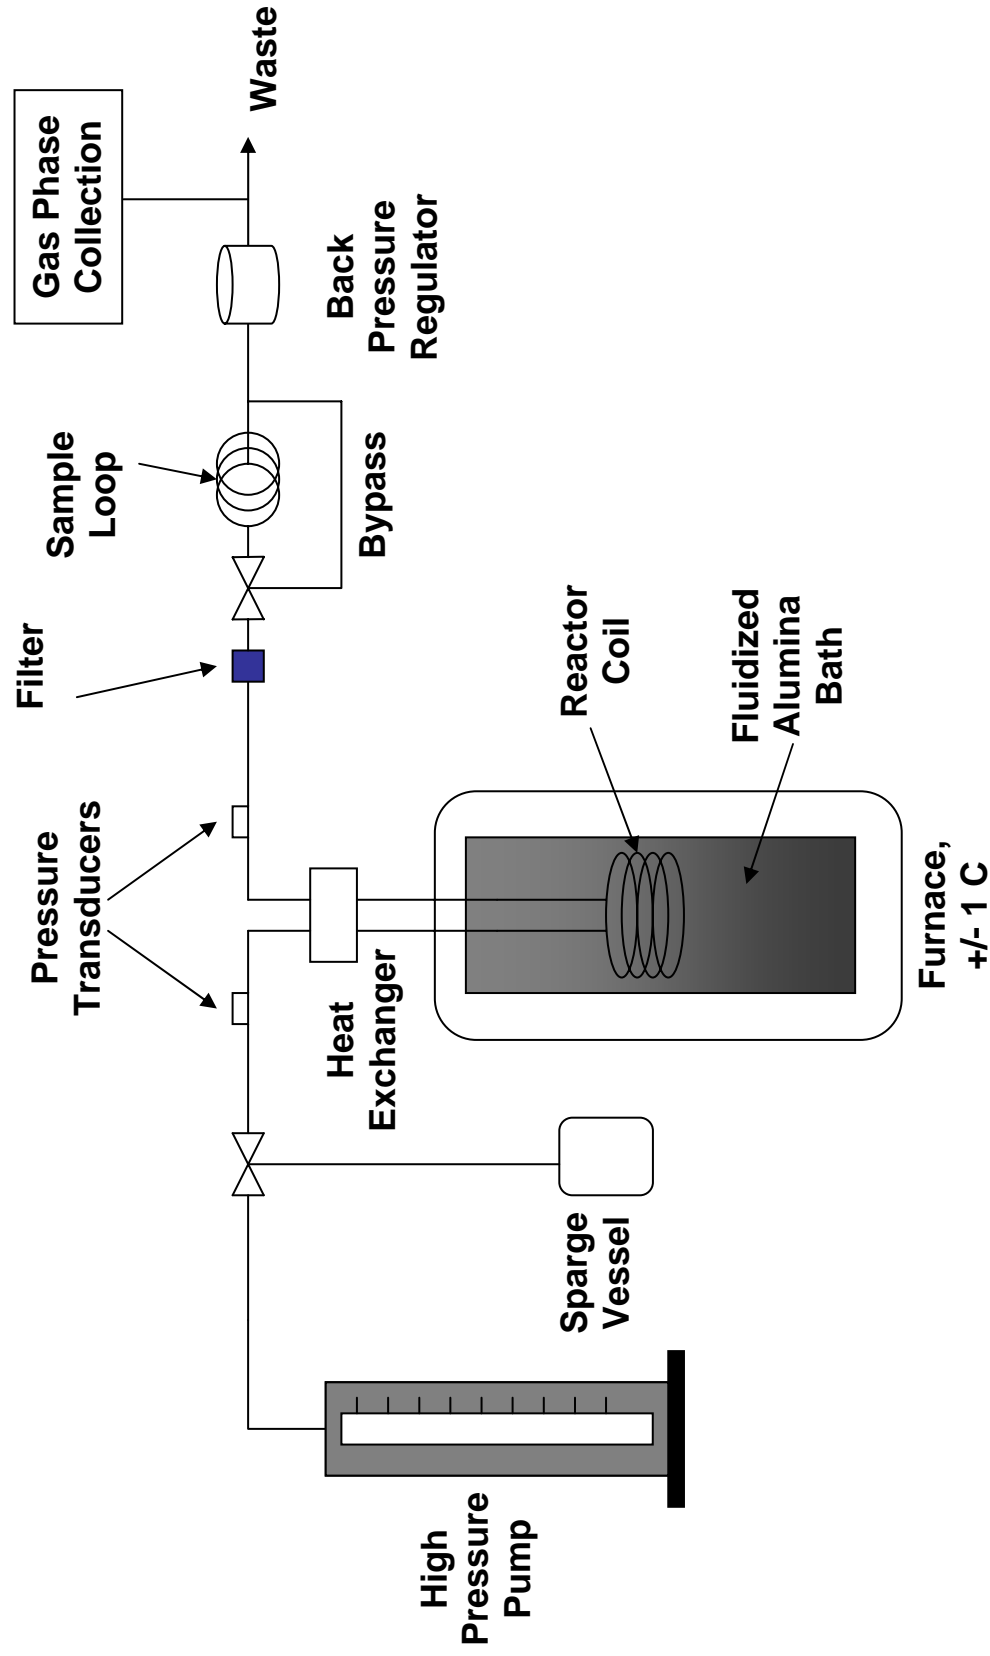 High
Pressure
Pump
Sparge
Vessel
Pressure
Transducers
Heat
Exchanger
Furnace,
+/- 1 C
Filter
Reactor
Coil
Fluidized
Alumina
Bath
Sample
Loop
Bypass
Back
Pressure
Regulator
Gas Phase
Collection
Waste